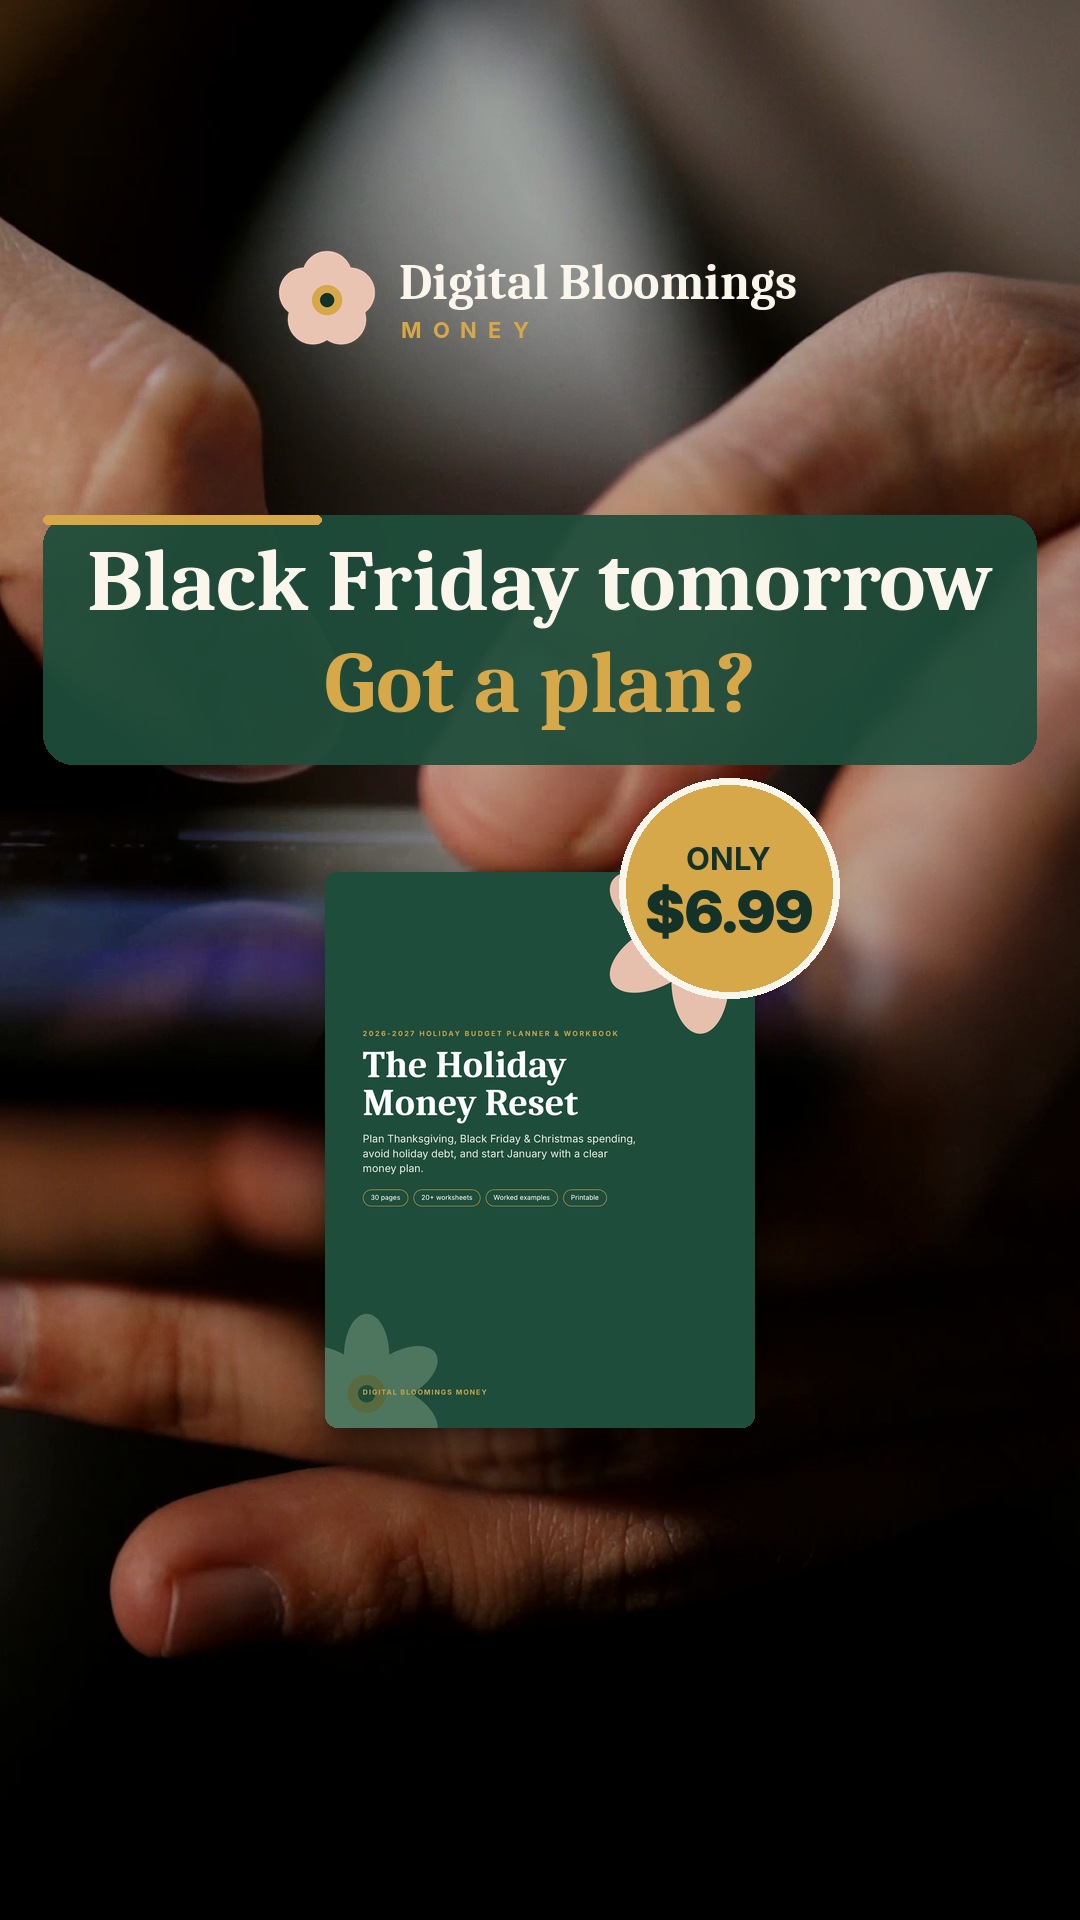 Digital Bloomings
MONEY
Black Friday tomorrow
Got a plan?
ONLY
$6.99
2026-2027 HOLIDAY BUDGET PLANNER & WORKBOOK
The Holiday
Money Reset
Plan Thanksgiving, Black Friday & Christmas spending,
avoid holiday debt, and start January with a clear
money plan.
30 pages 20+ worksheets Worked examples Printable
DIGITAL BLOOMINGS MONEY